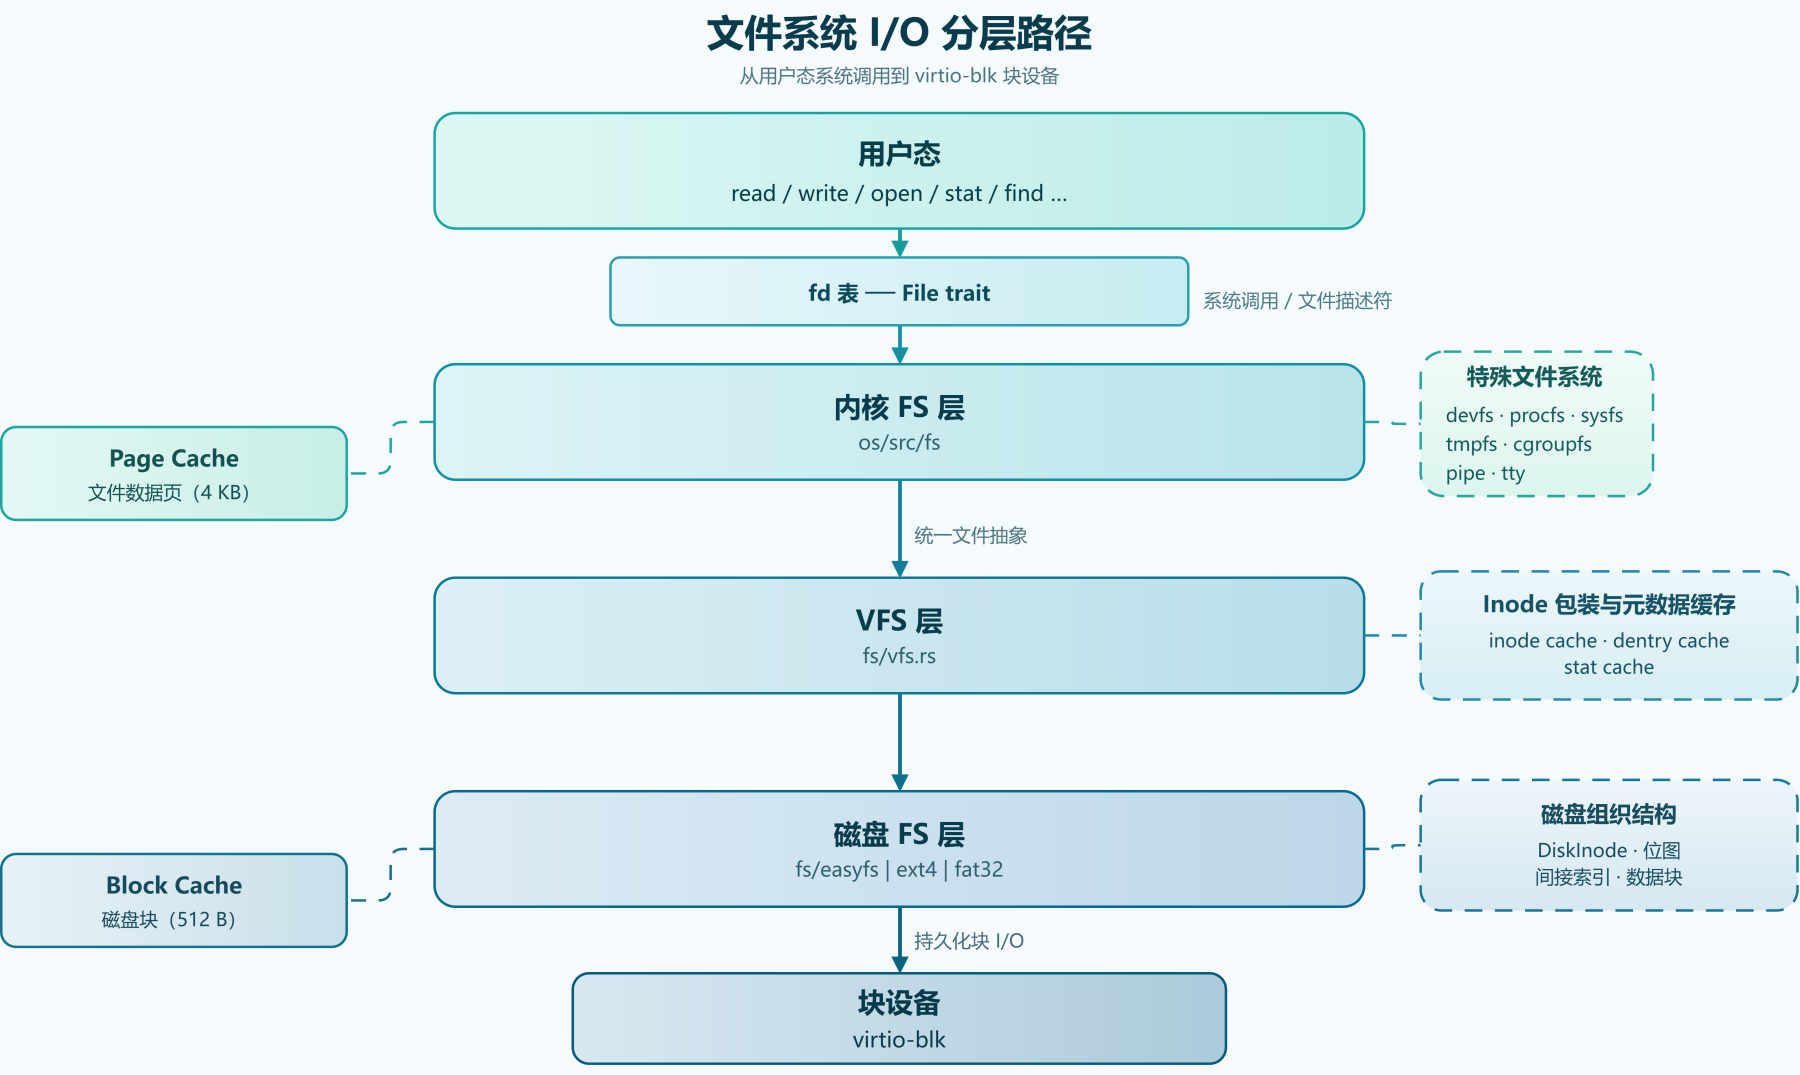 文件系统 I/O 分层路径
从用户态系统调用到 virtio-blk 块设备
用户态
read / write / open / stat / find ...
fd 表 —— File trait
系统调用 / 文件描述符
内核 FS 层
os/src/fs
Page Cache
文件数据页（4 KB）
特殊文件系统
devfs · procfs · sysfs
tmpfs · cgroupfs
pipe · tty
统一文件抽象
VFS 层
fs/vfs.rs
Inode 包装与元数据缓存
inode cache · dentry cache
stat cache
磁盘 FS 层
fs/easyfs | ext4 | fat32
Block Cache
磁盘块（512 B）
磁盘组织结构
DiskInode · 位图
间接索引 · 数据块
持久化块 I/O
块设备
virtio-blk